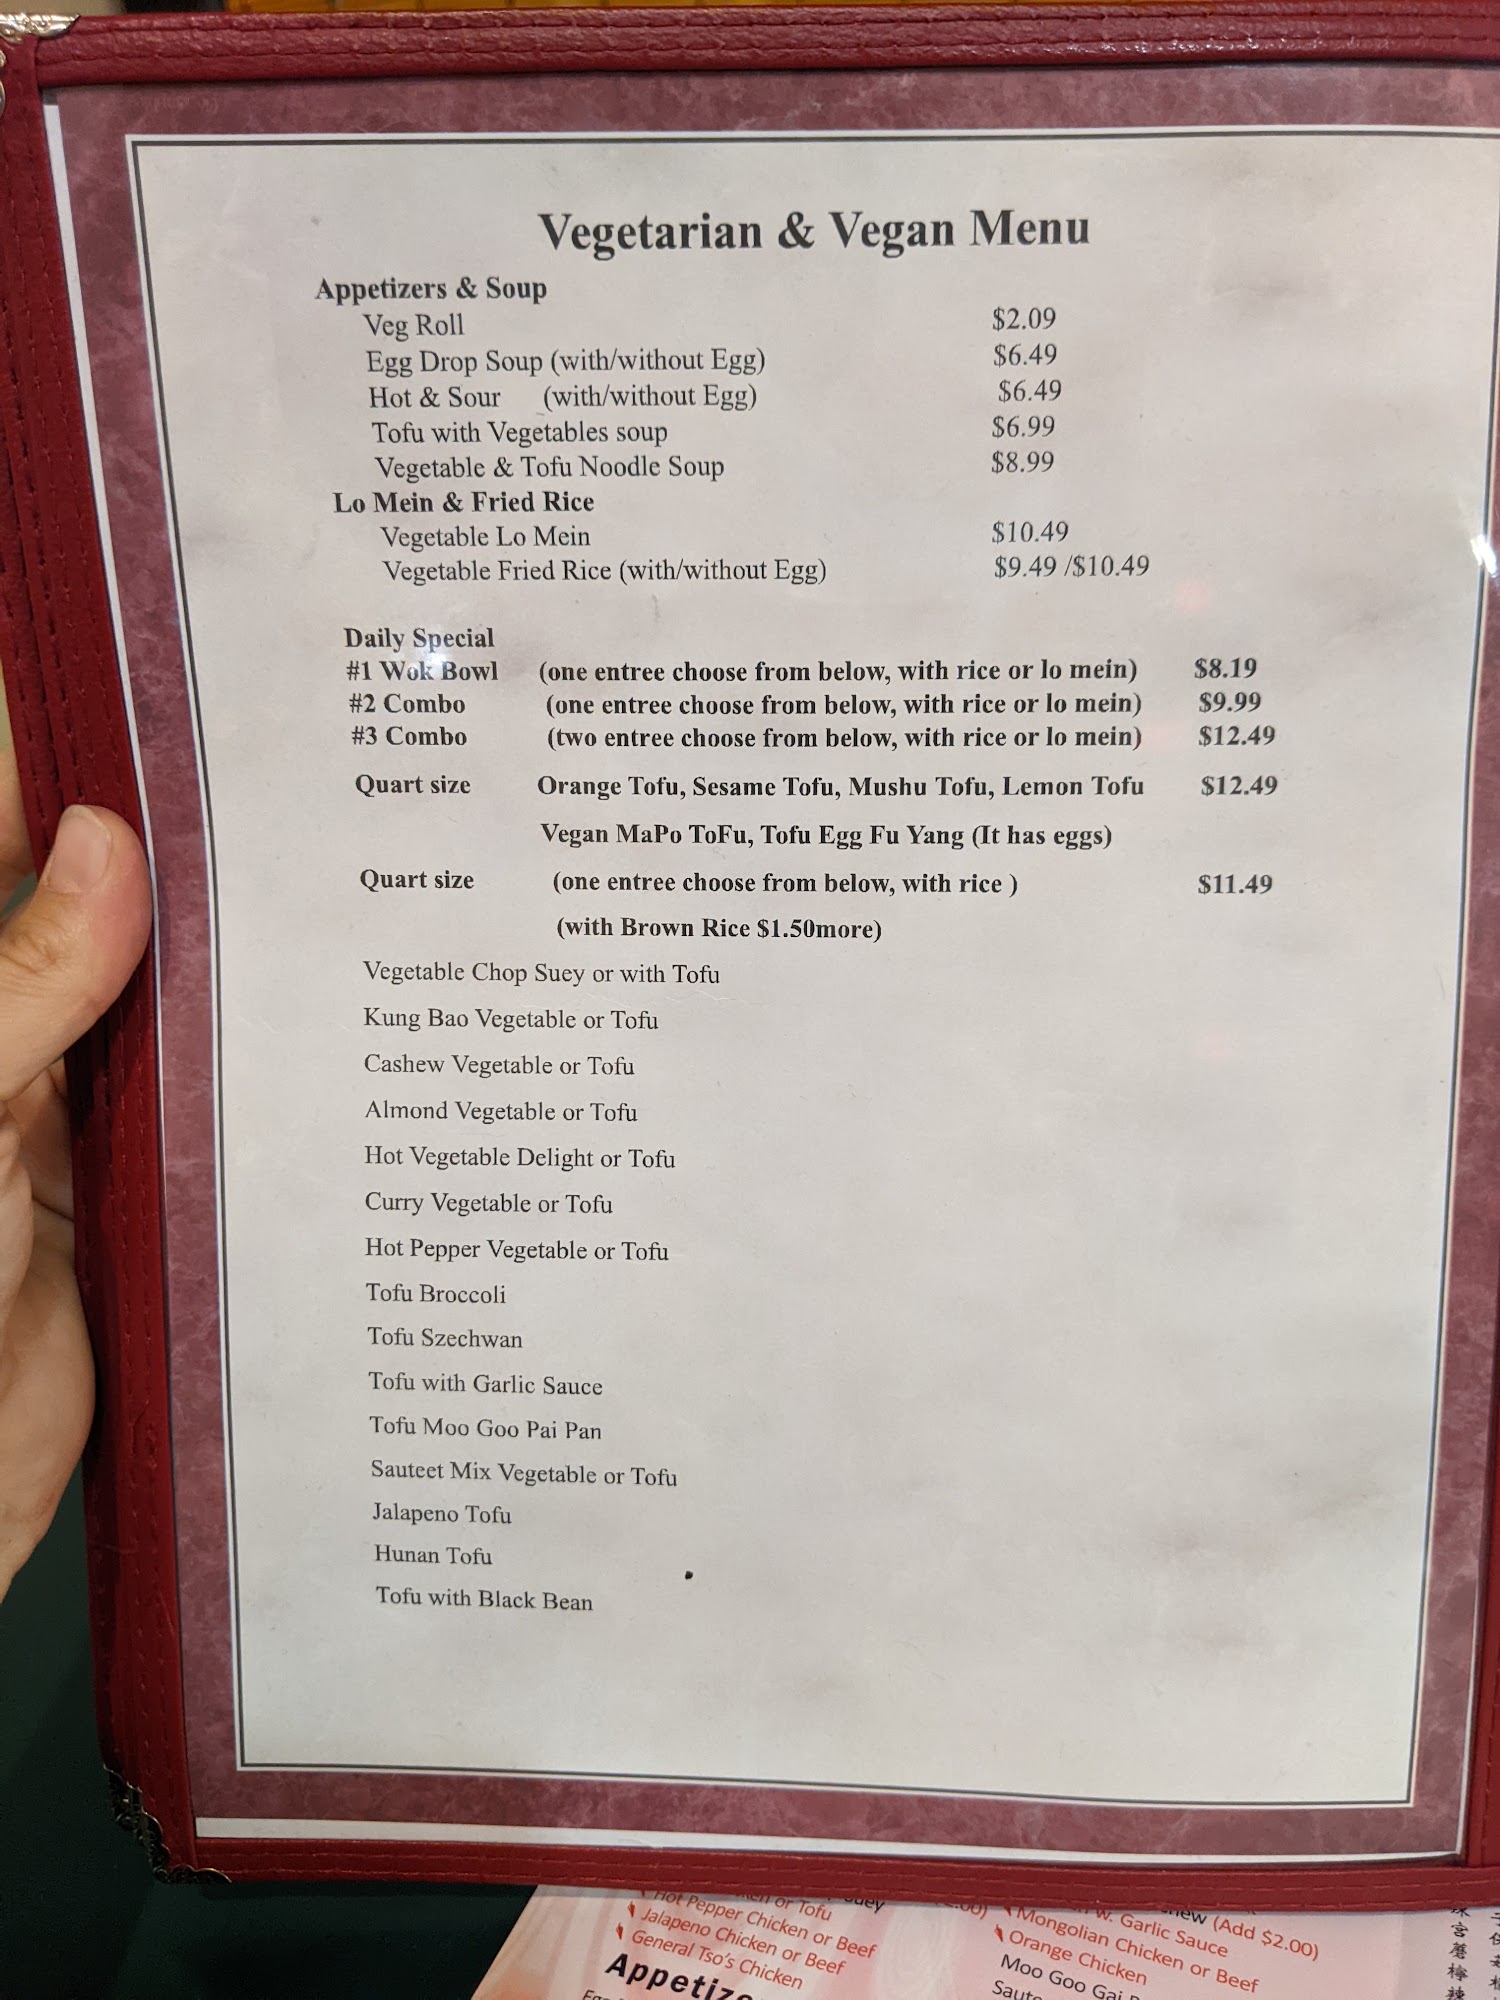 Vegetarian & Vegan Menu
Appetizers & Soup
Veg Roll $2.09
Egg Drop Soup (with/without Egg) $6.49
Hot & Sour (with/without Egg) $6.49
Tofu with Vegetables soup $6.99
Vegetable & Tofu Noodle Soup $8.99
Lo Mein & Fried Rice
Vegetable Lo Mein $10.49
Vegetable Fried Rice (with/without Egg) $9.49 /$10.49
Daily Special
#1 Wok Bowl (one entree choose from below, with rice or lo mein) $8.19
#2 Combo (one entree choose from below, with rice or lo mein) $9.99
#3 Combo (two entree choose from below, with rice or lo mein) $12.49
Quart size Orange Tofu, Sesame Tofu, Mushu Tofu, Lemon Tofu $12.49
Vegan MaPo ToFu, Tofu Egg Fu Yang (It has eggs)
Quart size (one entree choose from below, with rice ) $11.49
(with Brown Rice $1.50more)
Vegetable Chop Suey or with Tofu
Kung Bao Vegetable or Tofu
Cashew Vegetable or Tofu
Almond Vegetable or Tofu
Hot Vegetable Delight or Tofu
Curry Vegetable or Tofu
Hot Pepper Vegetable or Tofu
Tofu Broccoli
Tofu Szechwan
Tofu with Garlic Sauce
Tofu Moo Goo Pai Pan
Sauteet Mix Vegetable or Tofu
Jalapeno Tofu
Hunan Tofu
Tofu with Black Bean
or Tofu
Hot Pepper Chicken or Beef
Jalapeno Chicken or Beef
General Tso's Chicken
(Add $2.00)
w. Garlic Sauce
Mongolian Chicken or Beef
Orange Chicken
Moo Goo Gai